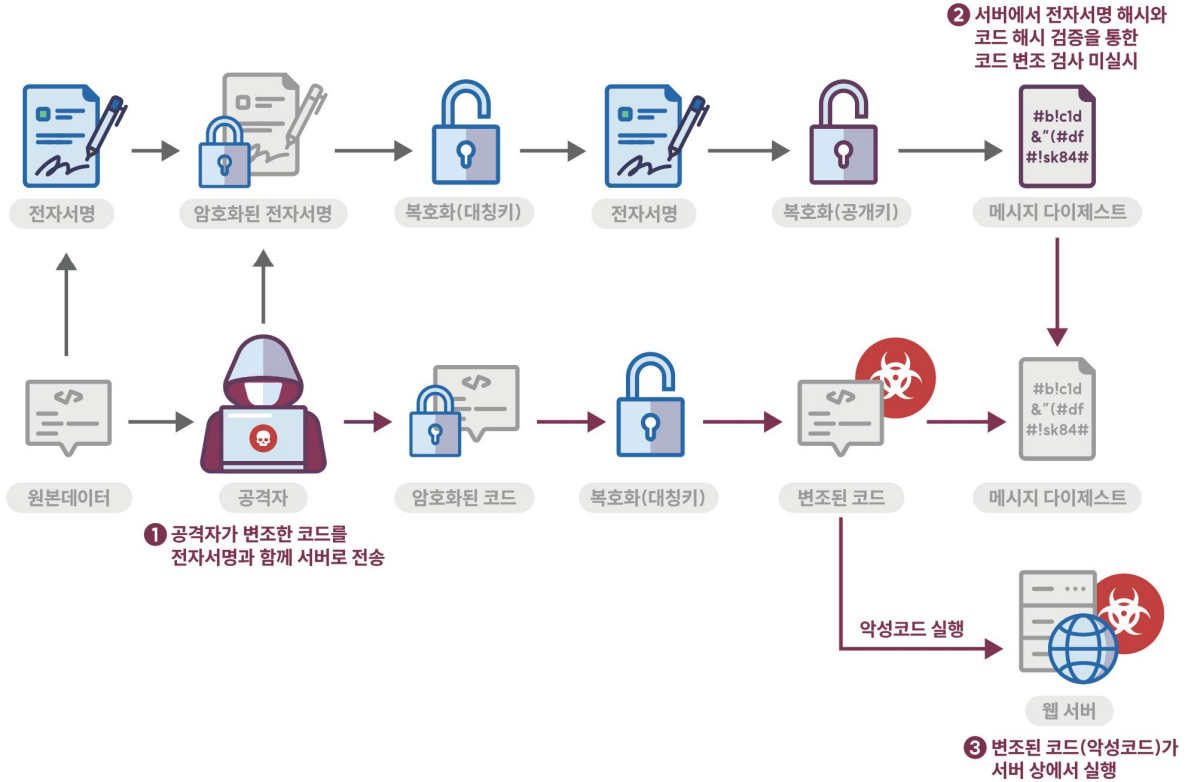 ❷ 서버에서 전자서명 해시와
코드 해시 검증을 통한
코드 변조 검사 미실시
#b!c1d
&"(#df
#!sk84#
전자서명
암호화된 전자서명
복호화(대칭키)
전자서명
복호화(공개키)
메시지 다이제스트
</>
</>
</>
#b!c1d
&"(#df
#!sk84#
원본데이터
공격자
암호화된 코드
복호화(대칭키)
변조된 코드
메시지 다이제스트
❶ 공격자가 변조한 코드를
전자서명과 함께 서버로 전송
악성코드 실행
웹 서버
❸ 변조된 코드(악성코드)가
서버 상에서 실행